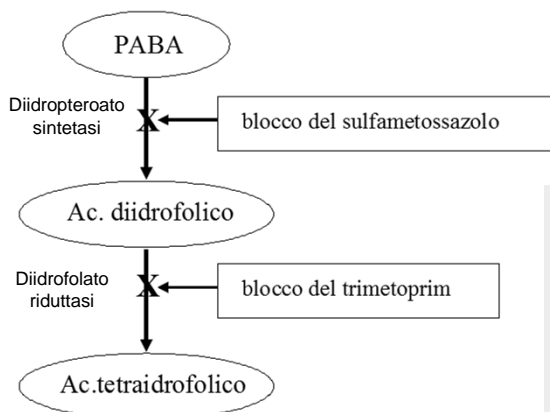 PABA
Diidropteroato
sintetasi
X
blocco del sulfametossazolo
Ac. diidrofolico
Diidrofolato
riduttasi
X
blocco del trimetoprim
Ac.tetraidrofolico